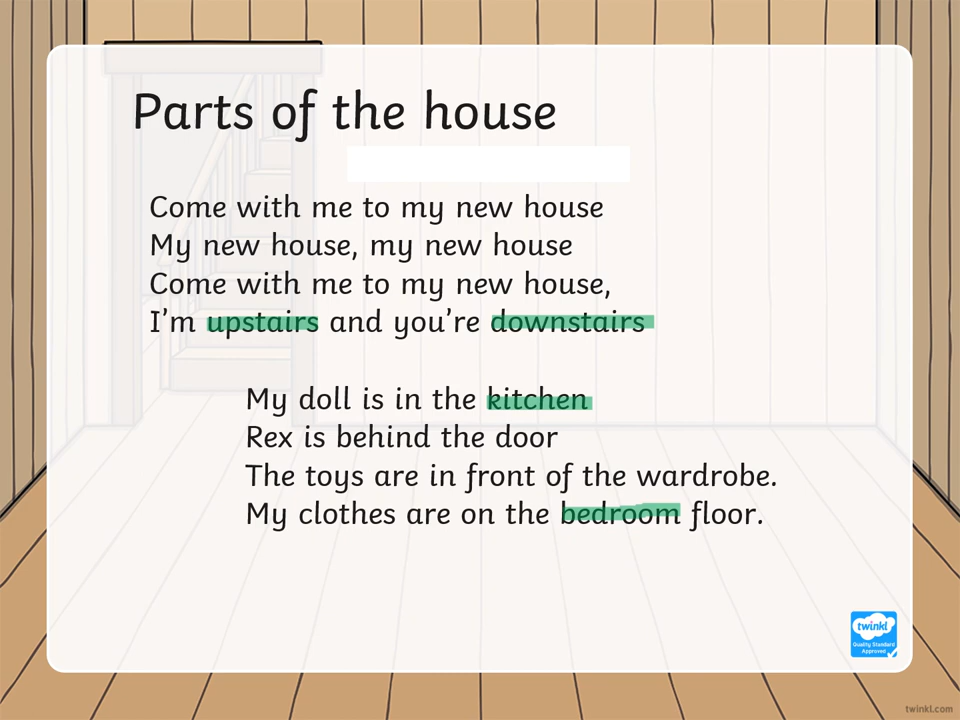 Parts of the house
Come with me to my new house
My new house, my new house
Come with me to my new house,
I'm upstairs and you're downstairs
My doll is in the kitchen
Rex is behind the door
The toys are in front of the wardrobe.
My clothes are on the bedroom floor.
twinkl
Quality Standard
Approved
twinkl.com